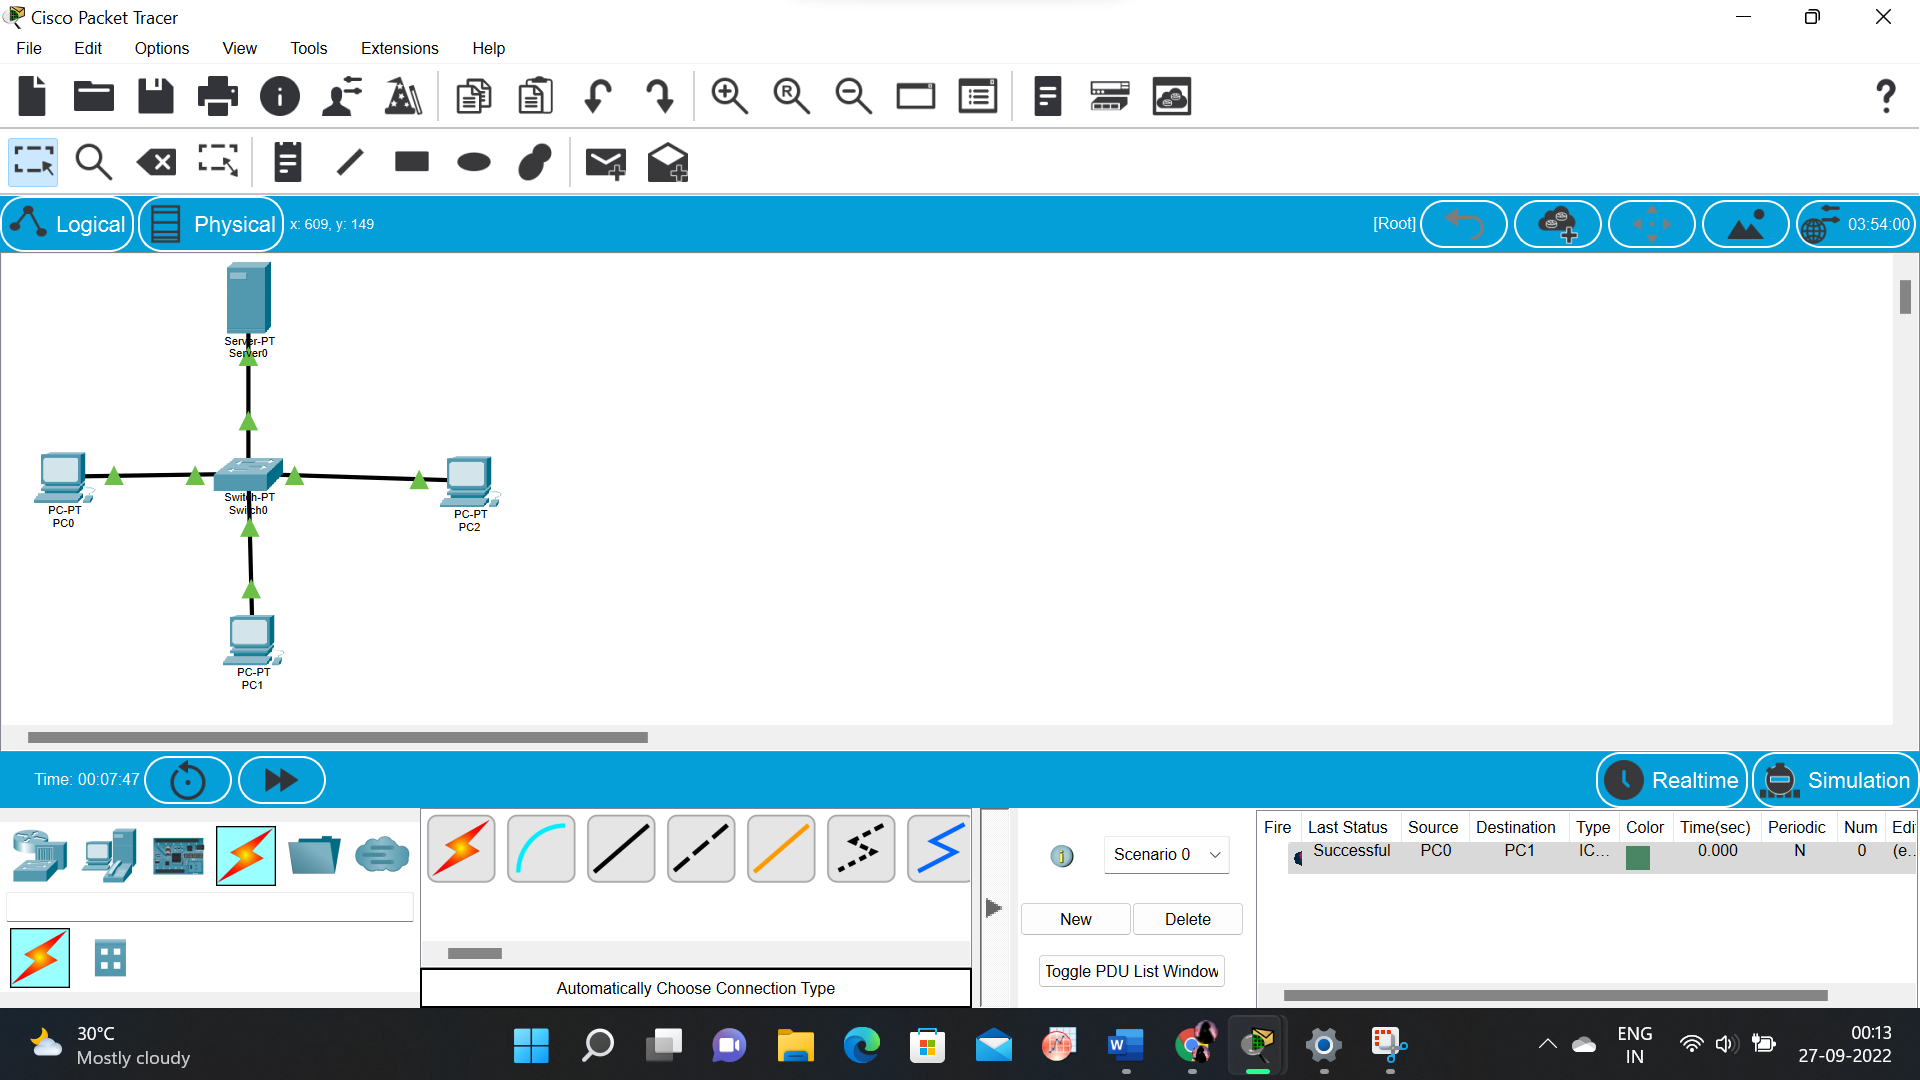 Cisco Packet Tracer
File Edit Options View Tools Extensions Help
Logical Physical x: 609, y: 149 [Root] 03:54:00
Server-PT
Server0
PC-PT
PC0
Switch-PT
Switch0
PC-PT
PC2
PC-PT
PC1
Time: 00:07:47 Realtime Simulation
Fire Last Status Source Destination Type Color Time(sec) Periodic Num Edi
Successful PC0 PC1 IC... 0.000 N 0 (e..
Scenario 0
New Delete
Toggle PDU List Window
Automatically Choose Connection Type
30°C
Mostly cloudy
ENG
IN
00:13
27-09-2022